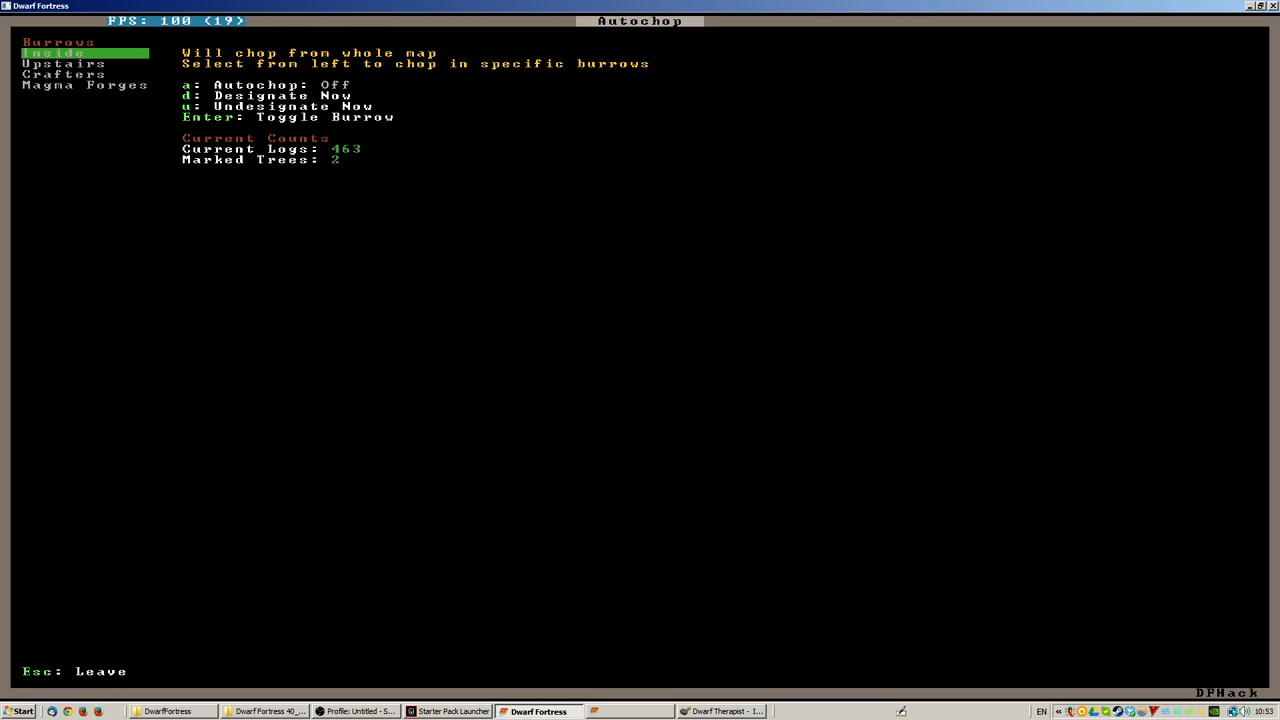 Dwarf Fortress
FPS: 100 (19)
Autochop
Burrows
Inside
Upstairs
Crafters
Magma Forges
Will chop from whole map
Select from left to chop in specific burrows
a: Autochop: Off
d: Designate Now
u: Undesignate Now
Enter: Toggle Burrow
Current Counts
Current Logs: 463
Marked Trees: 2
Esc: Leave
DFHack
Start
DwarfFortress
Dwarf Fortress 40_...
Profile: Untitled - S...
Starter Pack Launcher
Dwarf Fortress
Dwarf Therapist - I...
EN
65
10:53